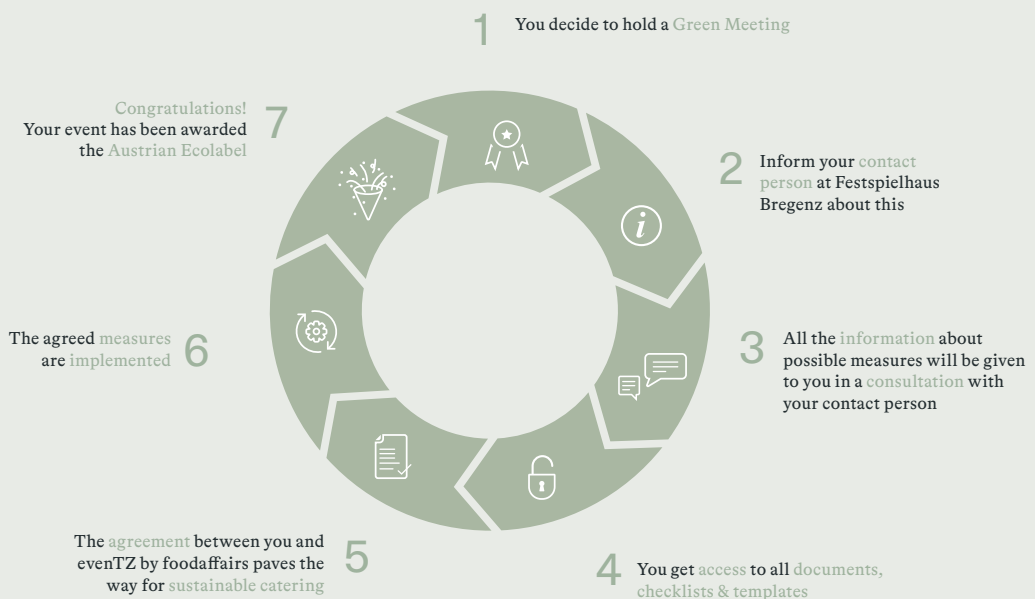 1
You decide to hold a Green Meeting
2
Inform your contact
person at Festspielhaus
Bregenz about this
3
All the information about
possible measures will be given
to you in a consultation with
your contact person
4
You get access to all documents,
checklists & templates
5
The agreement between you and
evenTZ by foodaffairs paves the
way for sustainable catering
6
The agreed measures
are implemented
7
Congratulations!
Your event has been awarded
the Austrian Ecolabel